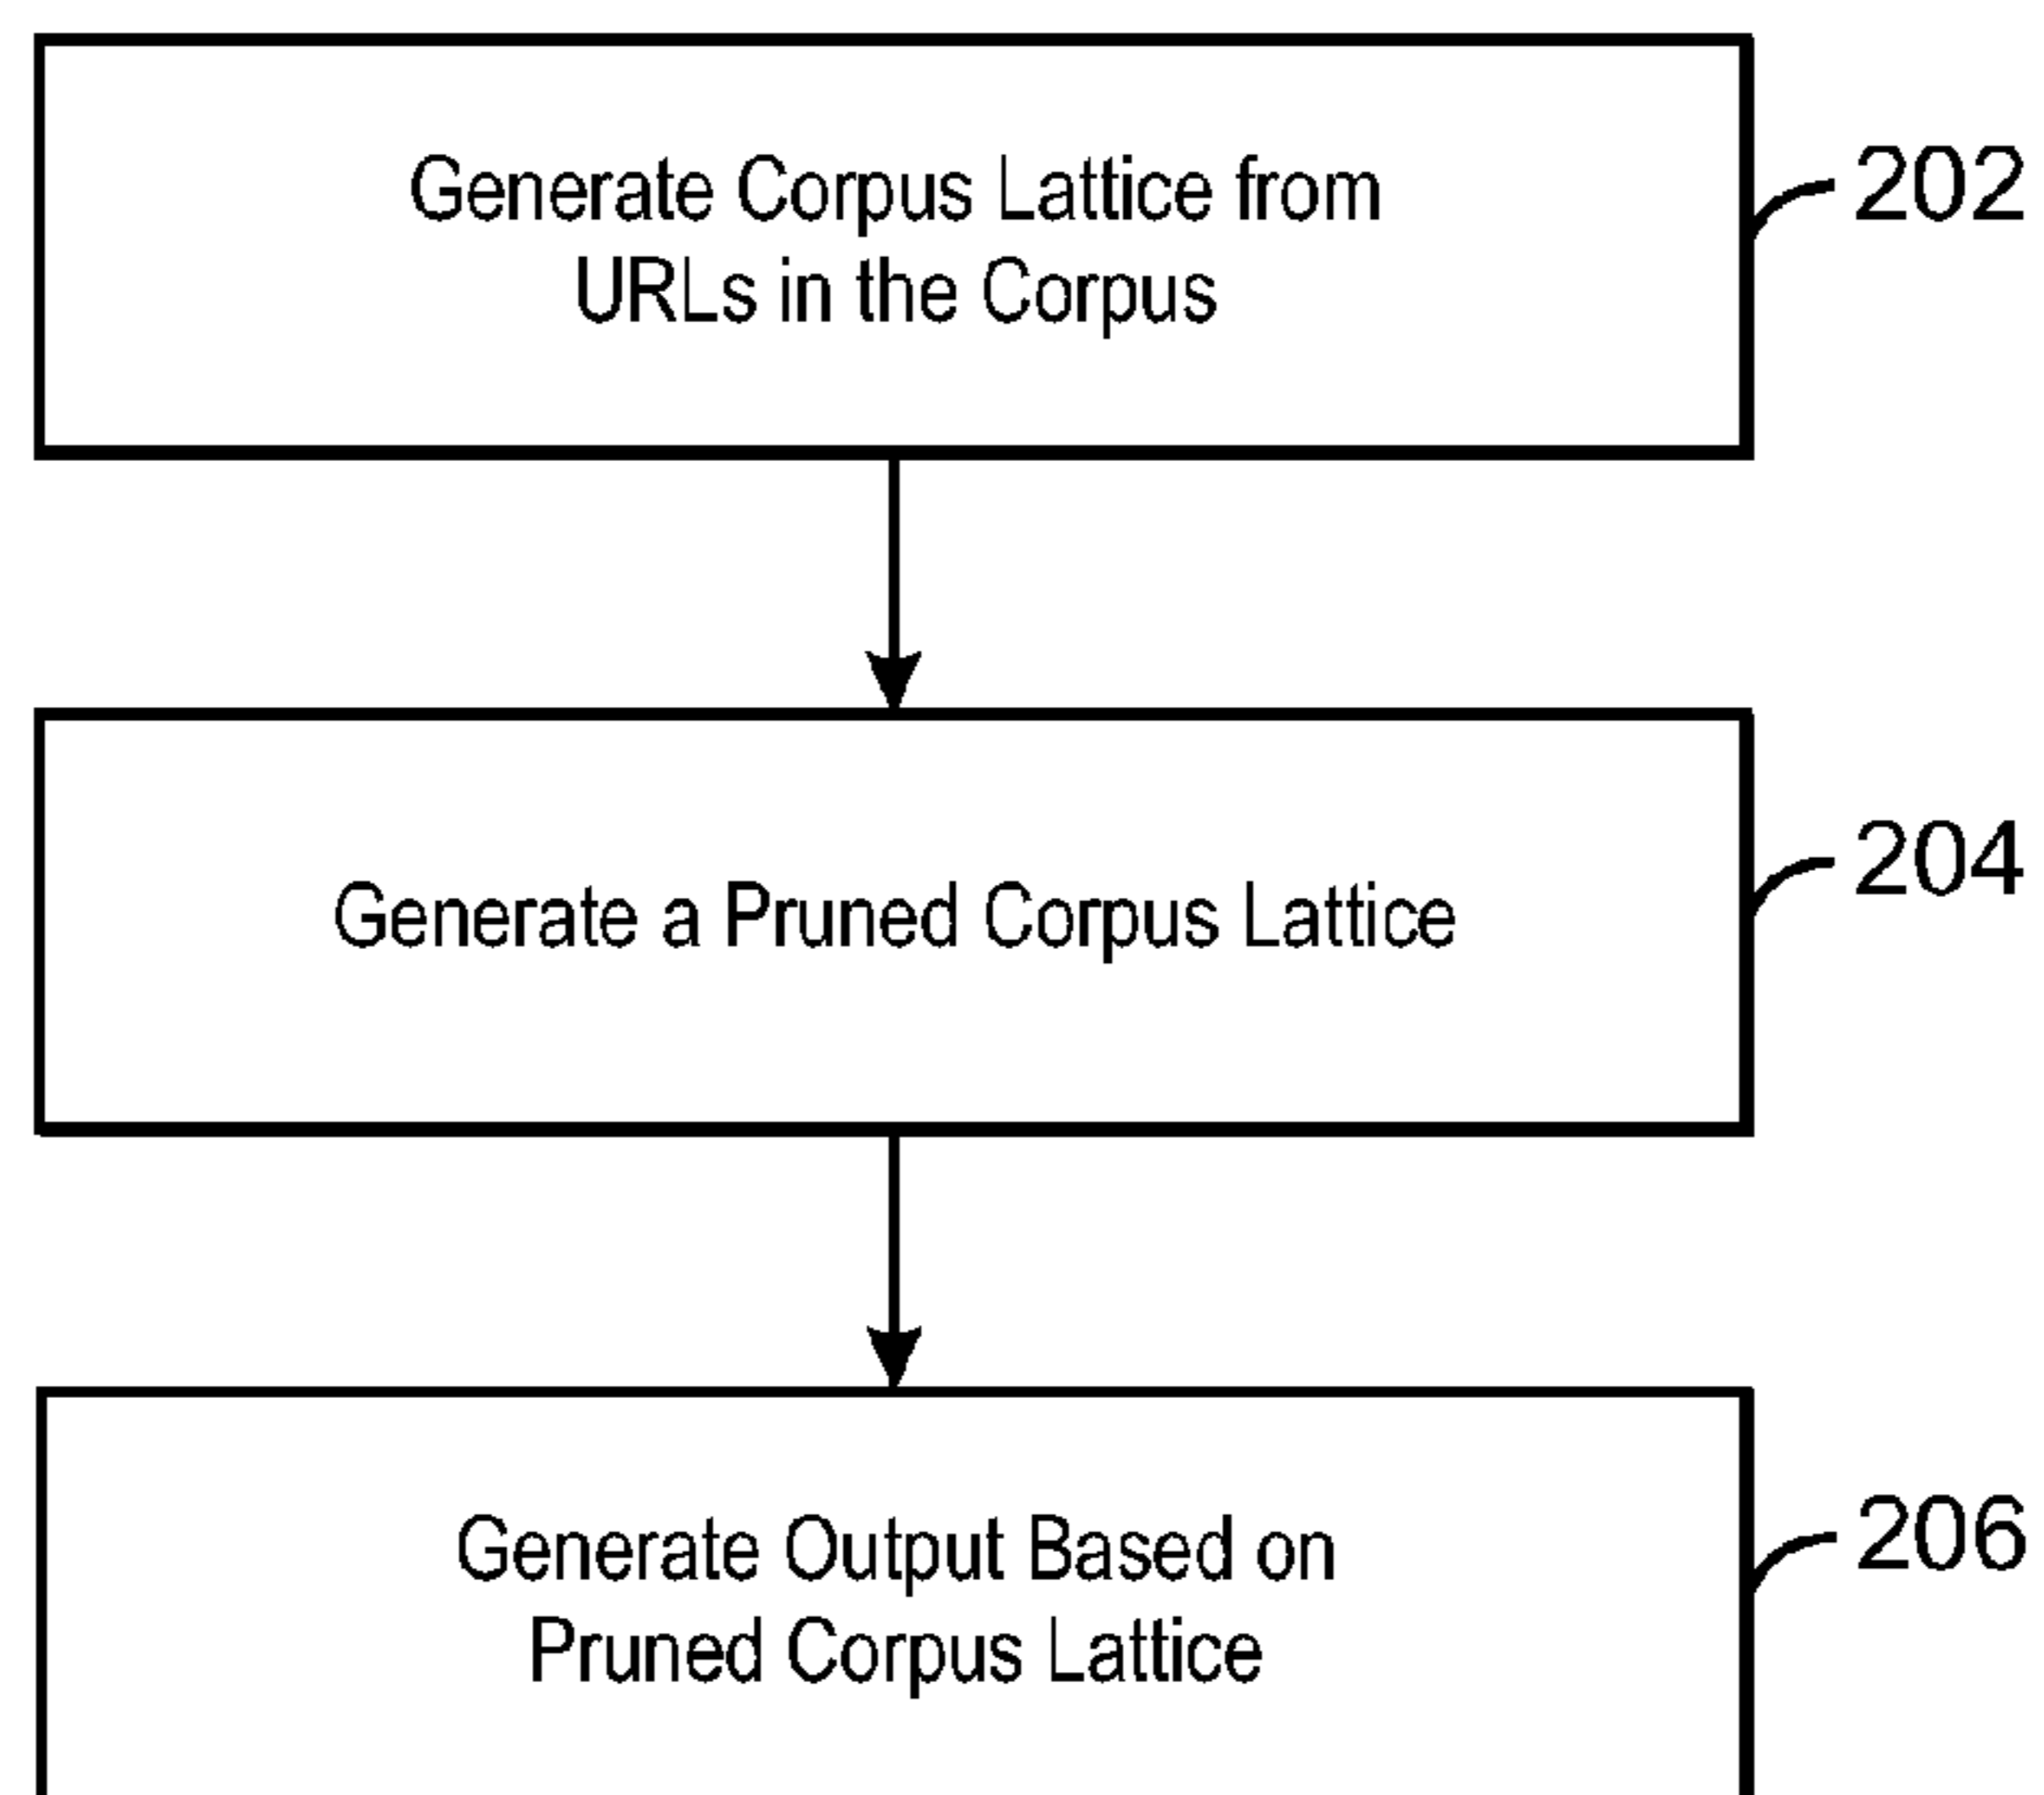 Generate Corpus Lattice from
URLs in the Corpus
202
Generate a Pruned Corpus Lattice
204
Generate Output Based on
Pruned Corpus Lattice
206